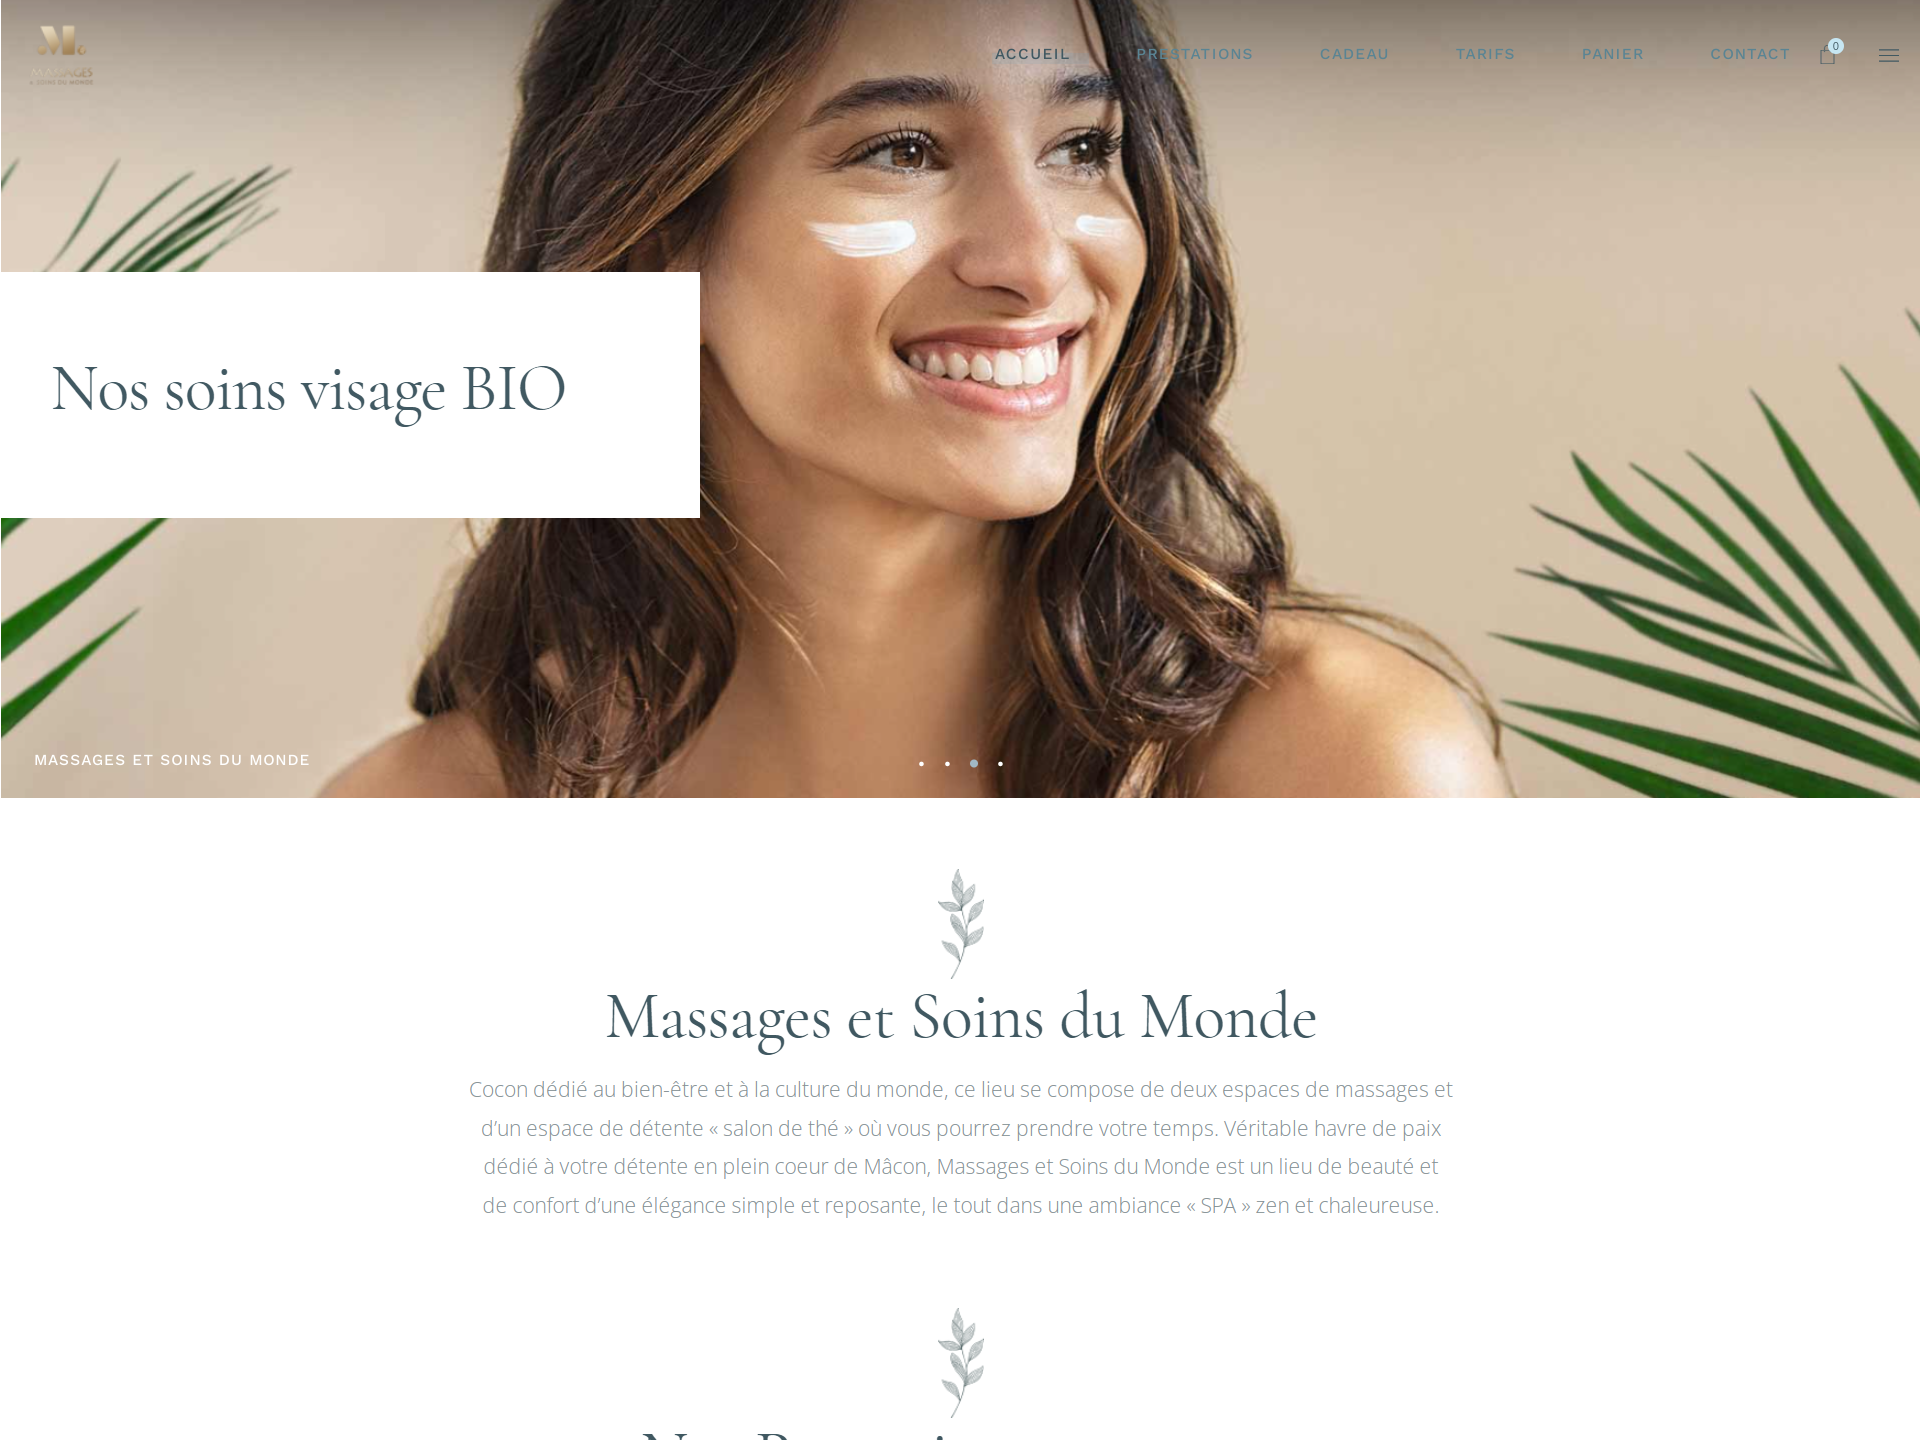 MASSAGES
& SOINS DU MONDE
ACCUEIL
PRESTATIONS
CADEAU
TARIFS
PANIER
CONTACT
0
Nos soins visage BIO
MASSAGES ET SOINS DU MONDE
Massages et Soins du Monde
Cocon dédié au bien-être et à la culture du monde, ce lieu se compose de deux espaces de massages et
d’un espace de détente « salon de thé » où vous pourrez prendre votre temps. Véritable havre de paix
dédié à votre détente en plein coeur de Mâcon, Massages et Soins du Monde est un lieu de beauté et
de confort d’une élégance simple et reposante, le tout dans une ambiance « SPA » zen et chaleureuse.